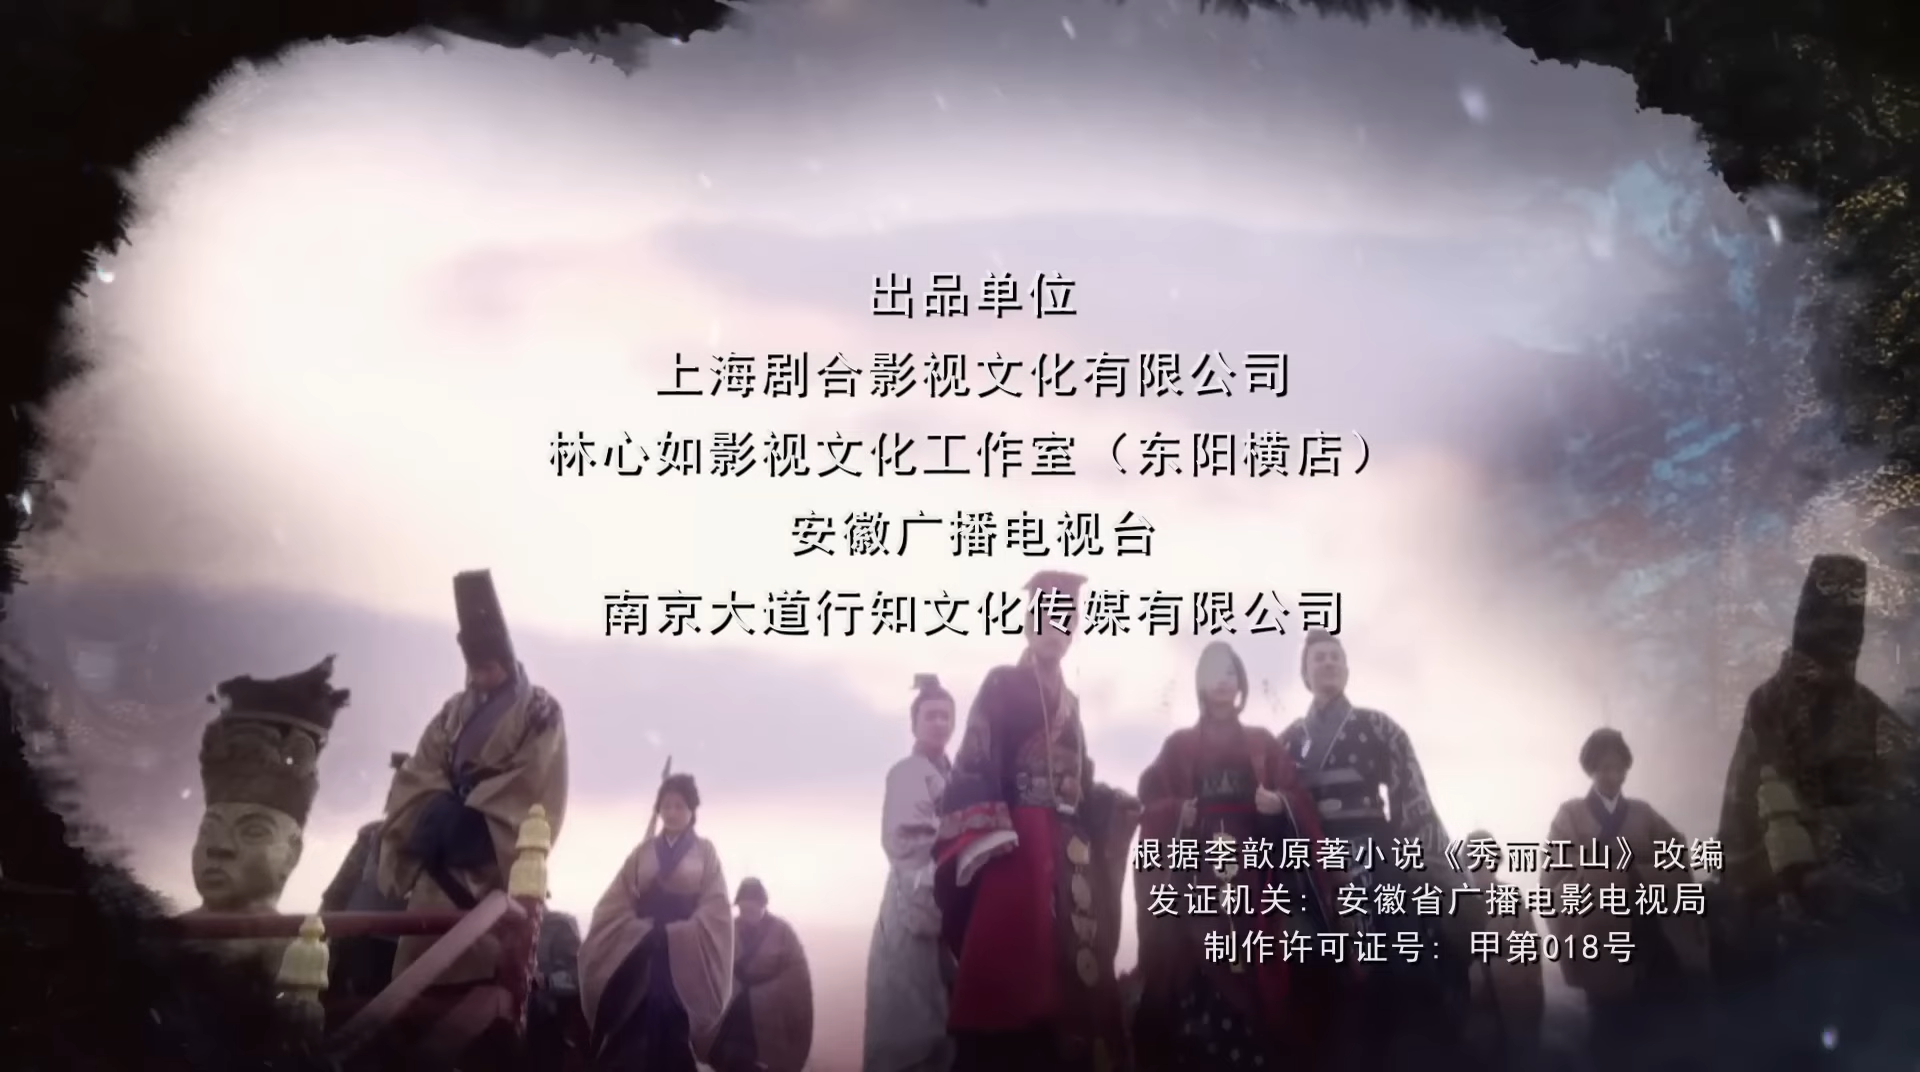 出品单位
上海剧合影视文化有限公司
林心如影视文化工作室（东阳横店）
安徽广播电视台
南京大道行知文化传媒有限公司
根据李歆原著小说《秀丽江山》改编
发证机关：安徽省广播电影电视局
制作许可证号：甲第018号